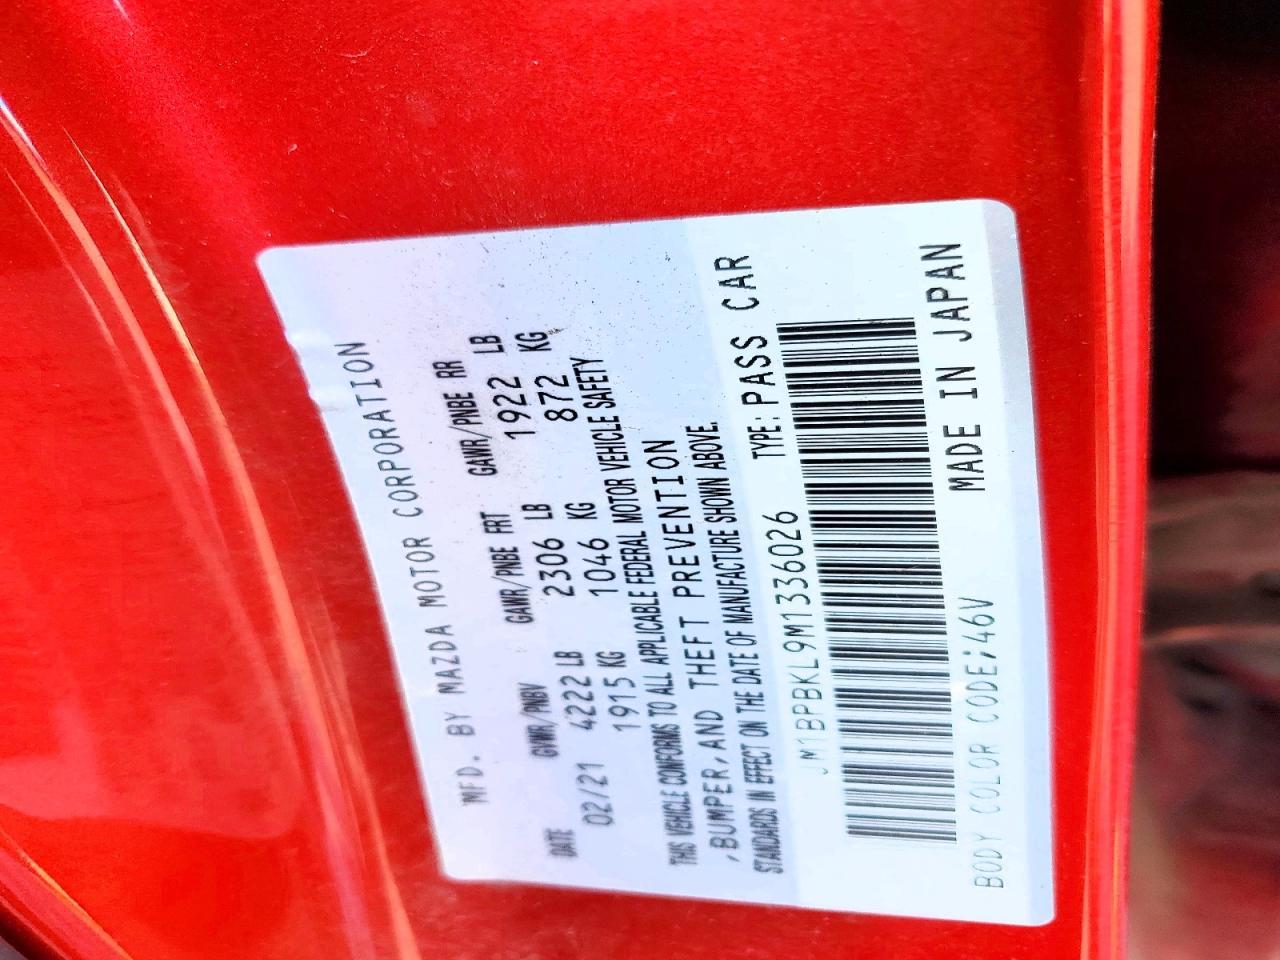 MFD. BY MAZDA MOTOR CORPORATION
DATE GVWR/PNBV GAWR/PNBE FRT GAWR/PNBE RR
02/21 4222 LB 2306 LB 1922 LB
1915 KG 1046 KG 872 KG
THIS VEHICLE CONFORMS TO ALL APPLICABLE FEDERAL MOTOR VEHICLE SAFETY
,BUMPER,AND THEFT PREVENTION
STANDARDS IN EFFECT ON THE DATE OF MANUFACTURE SHOWN ABOVE.
JM1BPBKL9M1336026 TYPE: PASS CAR
BODY COLOR CODE;46V MADE IN JAPAN